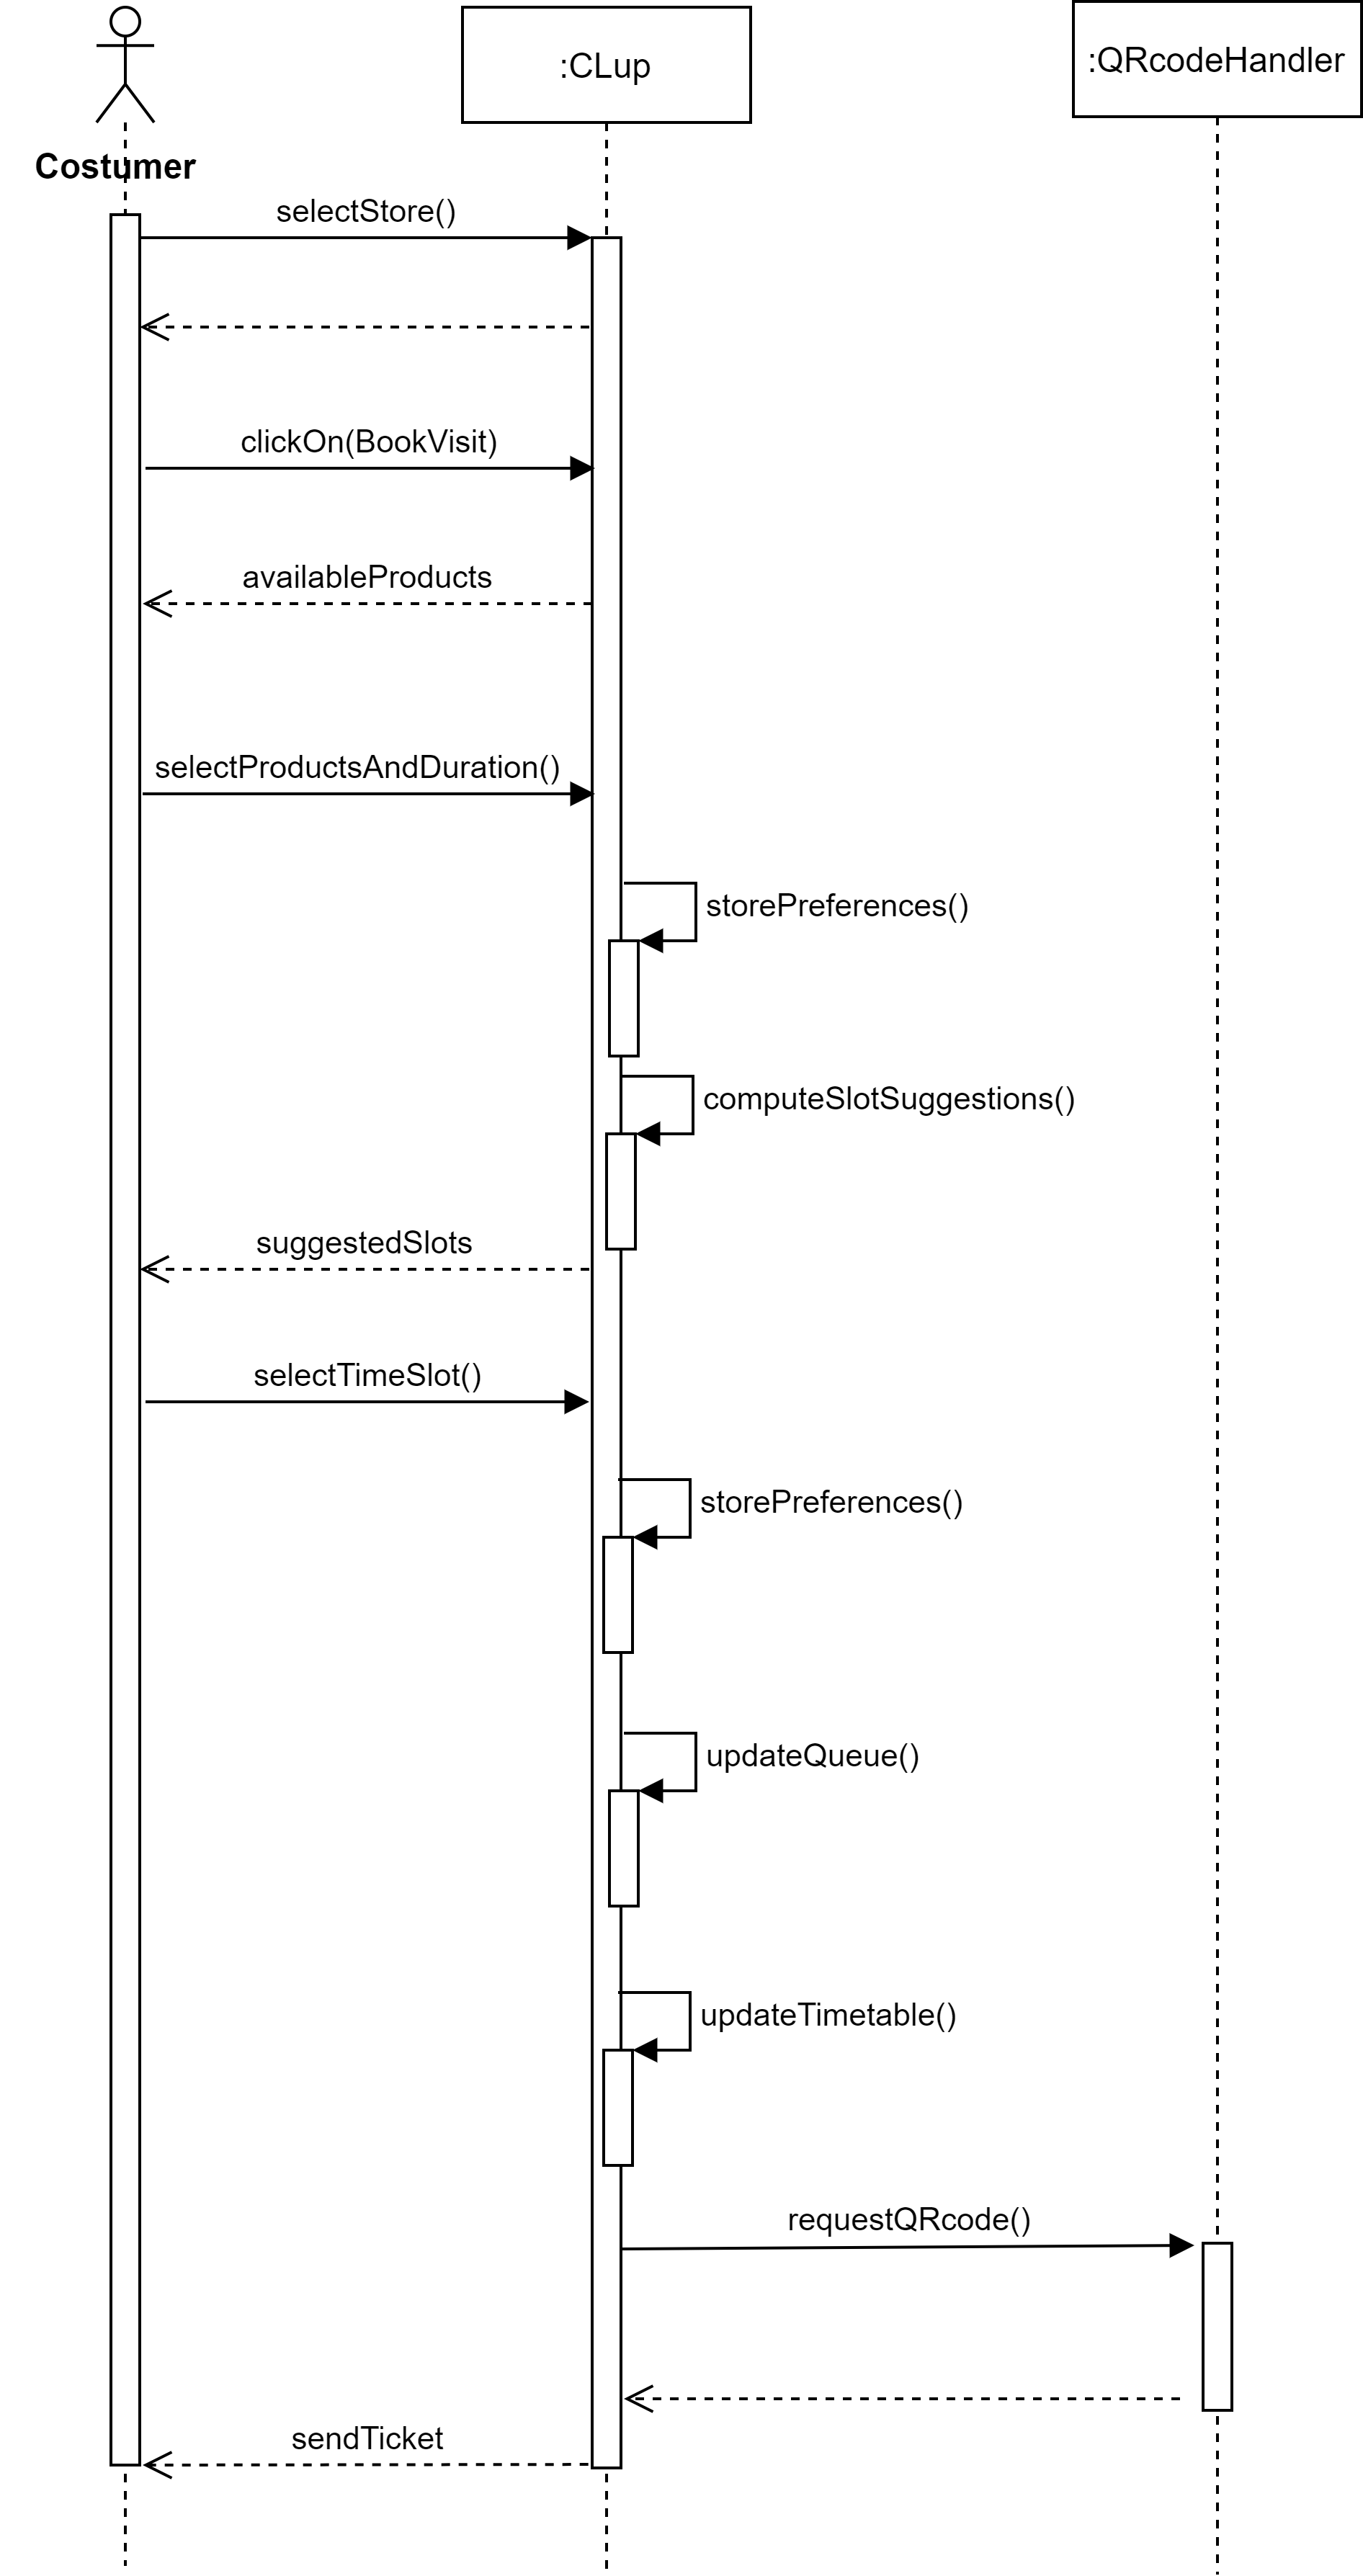 :CLup
:QRcodeHandler
Costumer
selectStore()
clickOn(BookVisit)
availableProducts
selectProductsAndDuration()
storePreferences()
computeSlotSuggestions()
suggestedSlots
selectTimeSlot()
storePreferences()
updateQueue()
updateTimetable()
requestQRcode()
sendTicket